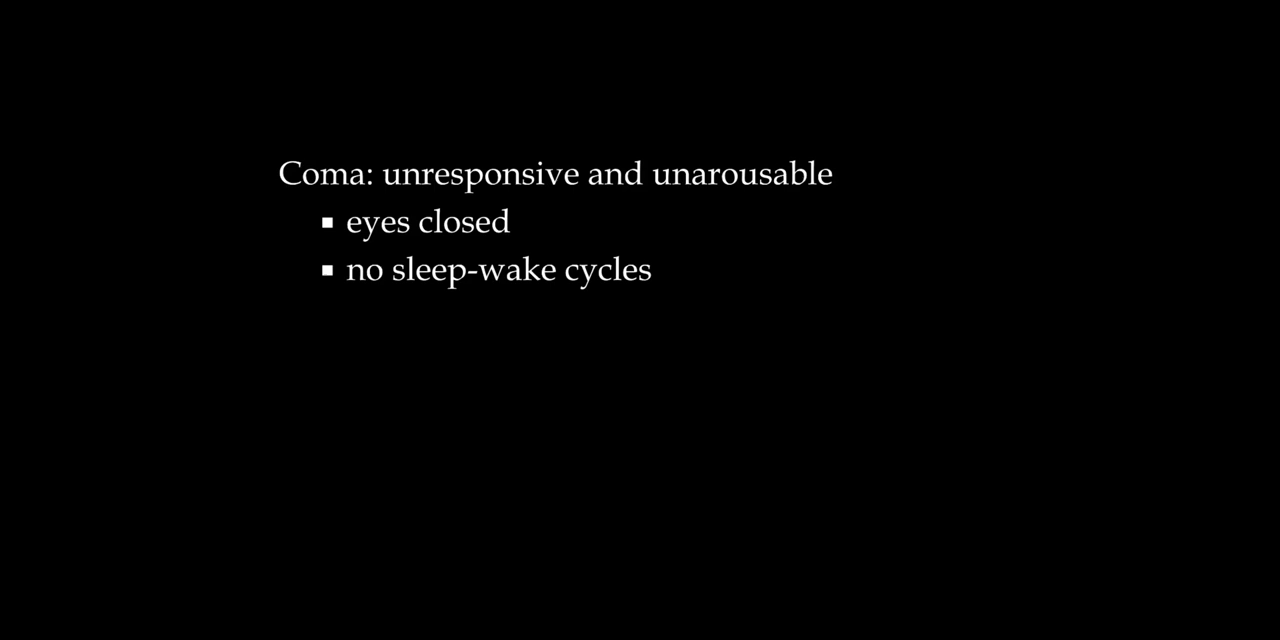 Coma: unresponsive and unarousable
▪ eyes closed
▪ no sleep-wake cycles